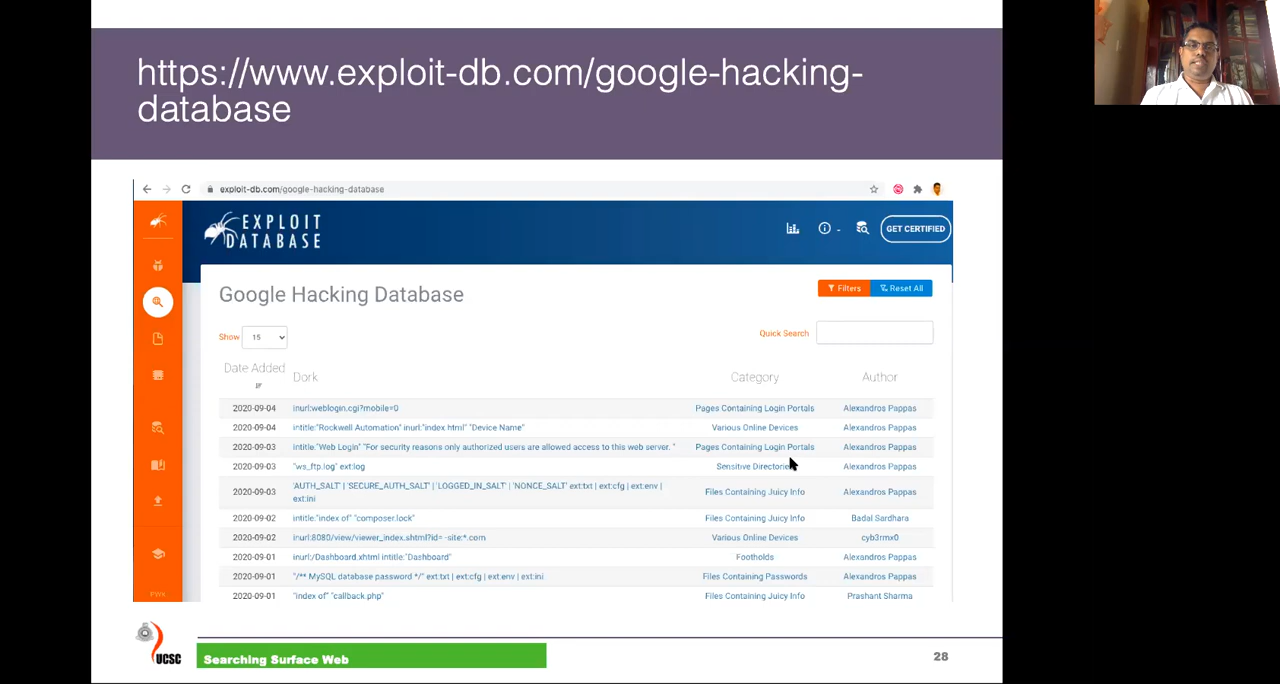 https://www.exploit-db.com/google-hacking-
database
exploit-db.com/google-hacking-database
EXPLOIT
DATABASE
GET CERTIFIED
Google Hacking Database
Filters
Reset All
Show
15
Quick Search
Date Added
Dork
Category
Author
2020-09-04 inurl:weblogin.cgi?mobile=0 Pages Containing Login Portals Alexandros Pappas
2020-09-04 intitle:"Rockwell Automation" inurl:"index html" "Device Name" Various Online Devices Alexandros Pappas
2020-09-03 intitle:"Web Login" "For security reasons only authorized users are allowed access to this web server. " Pages Containing Login Portals Alexandros Pappas
2020-09-03 "ws_ftp.log" ext:log Sensitive Directories Alexandros Pappas
2020-09-03 'AUTH_SALT' | 'SECURE_AUTH_SALT' | 'LOGGED_IN_SALT' | 'NONCE_SALT' ext:txt | ext:cfg | ext:env | Files Containing Juicy Info Alexandros Pappas
ext:ini
2020-09-02 intitle:"index of" "composer.lock" Files Containing Juicy Info Badal Sardhara
2020-09-02 inurl:8080/view/viewer_index.shtml?id= -site:*.com Various Online Devices cyb3rmx0
2020-09-01 inurl:/Dashboard.xhtml intitle:"Dashboard" Footholds Alexandros Pappas
2020-09-01 "/** MySQL database password */" ext:txt | ext:cfg | ext:env | ext:ini Files Containing Passwords Alexandros Pappas
2020-09-01 "index of" "callback.php" Files Containing Juicy Info Prashant Sharma
UCSC
Searching Surface Web
28